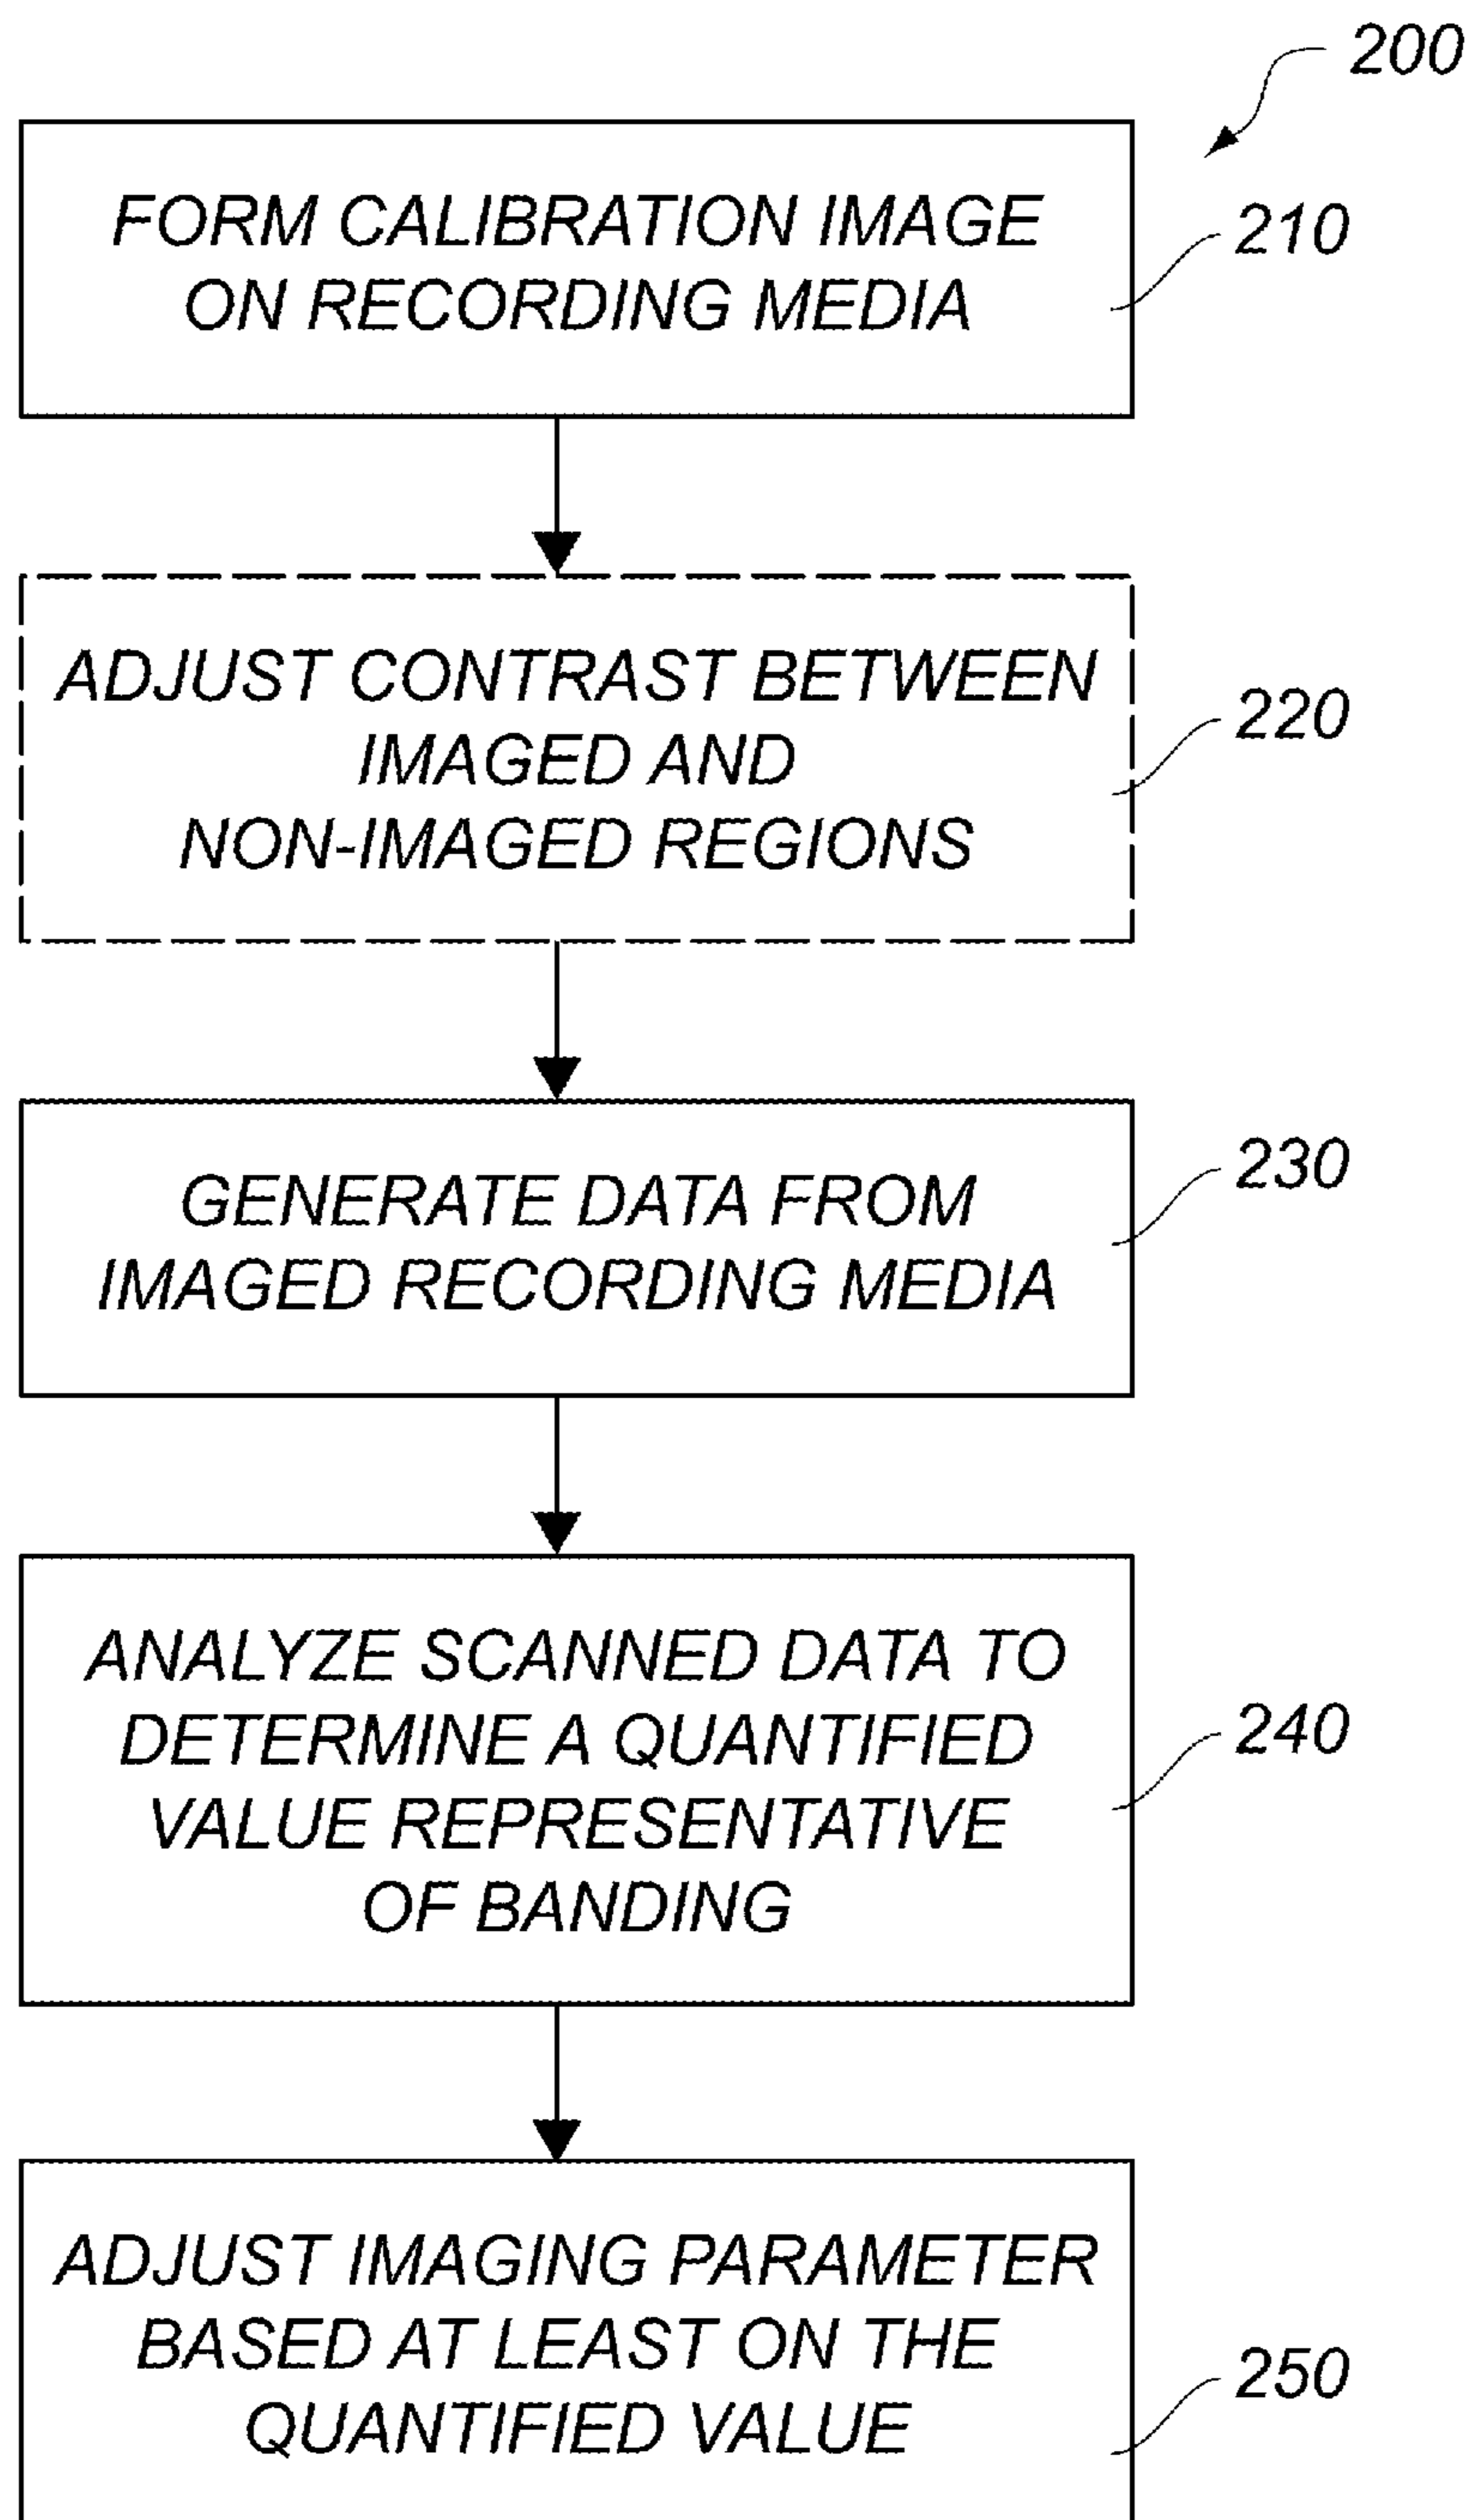 200
FORM CALIBRATION IMAGE
ON RECORDING MEDIA
210
ADJUST CONTRAST BETWEEN
IMAGED AND
NON-IMAGED REGIONS
220
GENERATE DATA FROM
IMAGED RECORDING MEDIA
230
ANALYZE SCANNED DATA TO
DETERMINE A QUANTIFIED
VALUE REPRESENTATIVE
OF BANDING
240
ADJUST IMAGING PARAMETER
BASED AT LEAST ON THE
QUANTIFIED VALUE
250